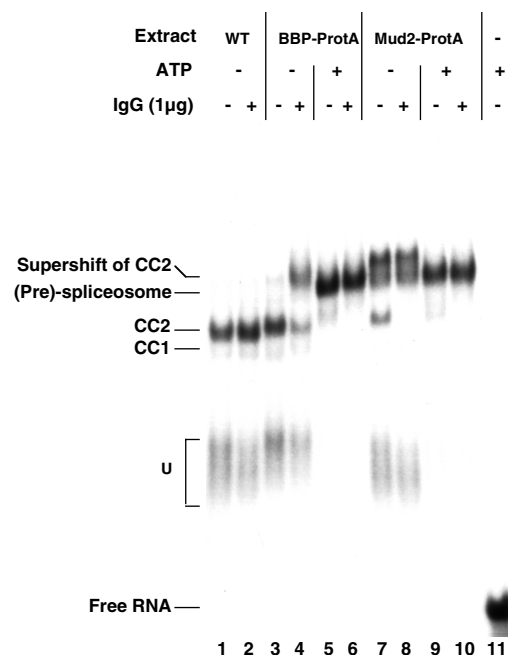 Extract WT BBP-ProtA Mud2-ProtA -
ATP - - + - + +
IgG (1µg) - + - + - + - + - + -
Supershift of CC2
(Pre)-spliceosome
CC2
CC1
U
Free RNA
1 2 3 4 5 6 7 8 9 10 11